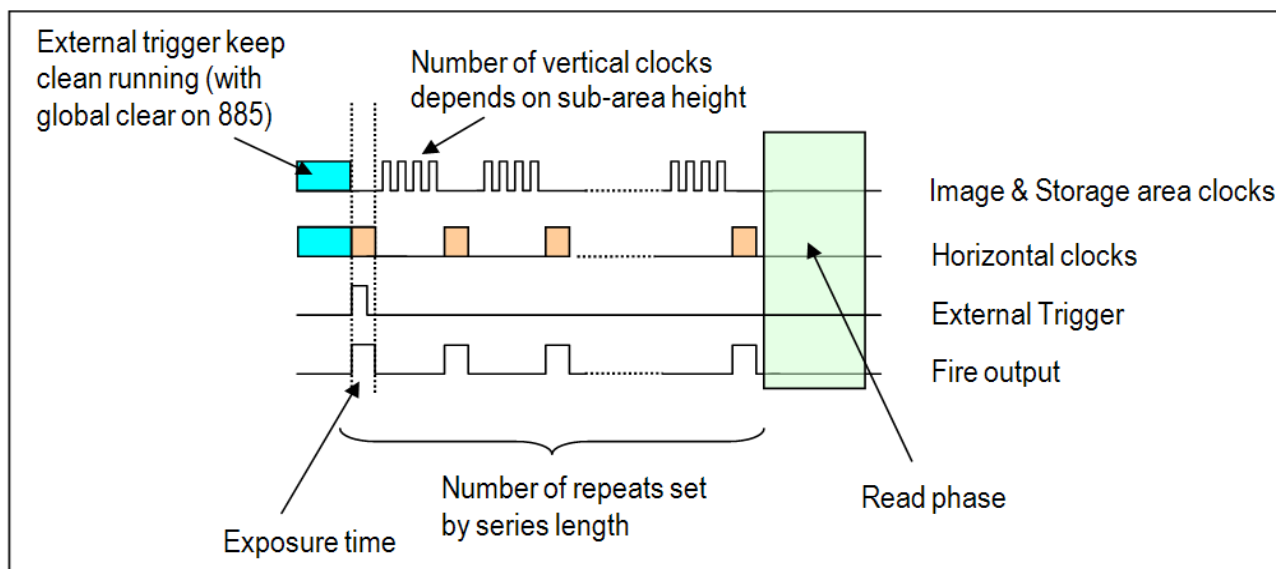 External trigger keep
clean running (with
global clear on 885)
Number of vertical clocks
depends on sub-area height
Image & Storage area clocks
Horizontal clocks
External Trigger
Fire output
Number of repeats set
by series length
Read phase
Exposure time